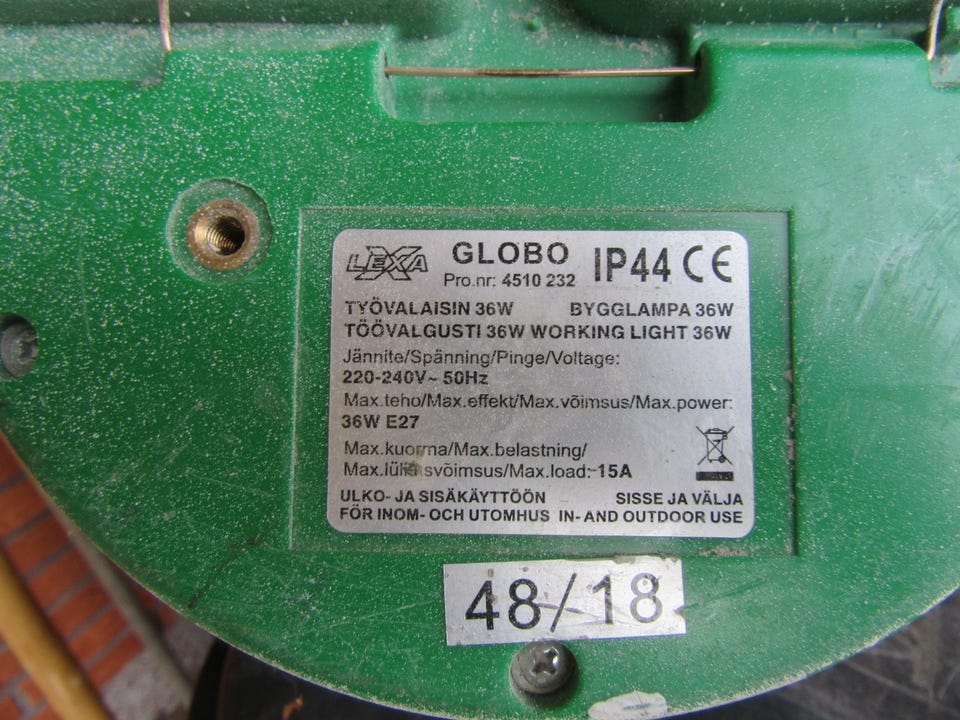 LEXA GLOBO IP44 CE
Pro.nr: 4510 232
TYÖVALAISIN 36W BYGGLAMPA 36W
TÖÖVALGUSTI 36W WORKING LIGHT 36W
Jännite/Spänning/Pinge/Voltage:
220-240V~ 50Hz
Max.teho/Max.effekt/Max.võimsus/Max.power:
36W E27
Max.kuorma/Max.belastning/
Max.lülitusvõimsus/Max.load:15A
ULKO- JA SISÄKÄYTTÖÖN SISSE JA VÄLJA
FÖR INOM- OCH UTOMHUS IN- AND OUTDOOR USE
48/18